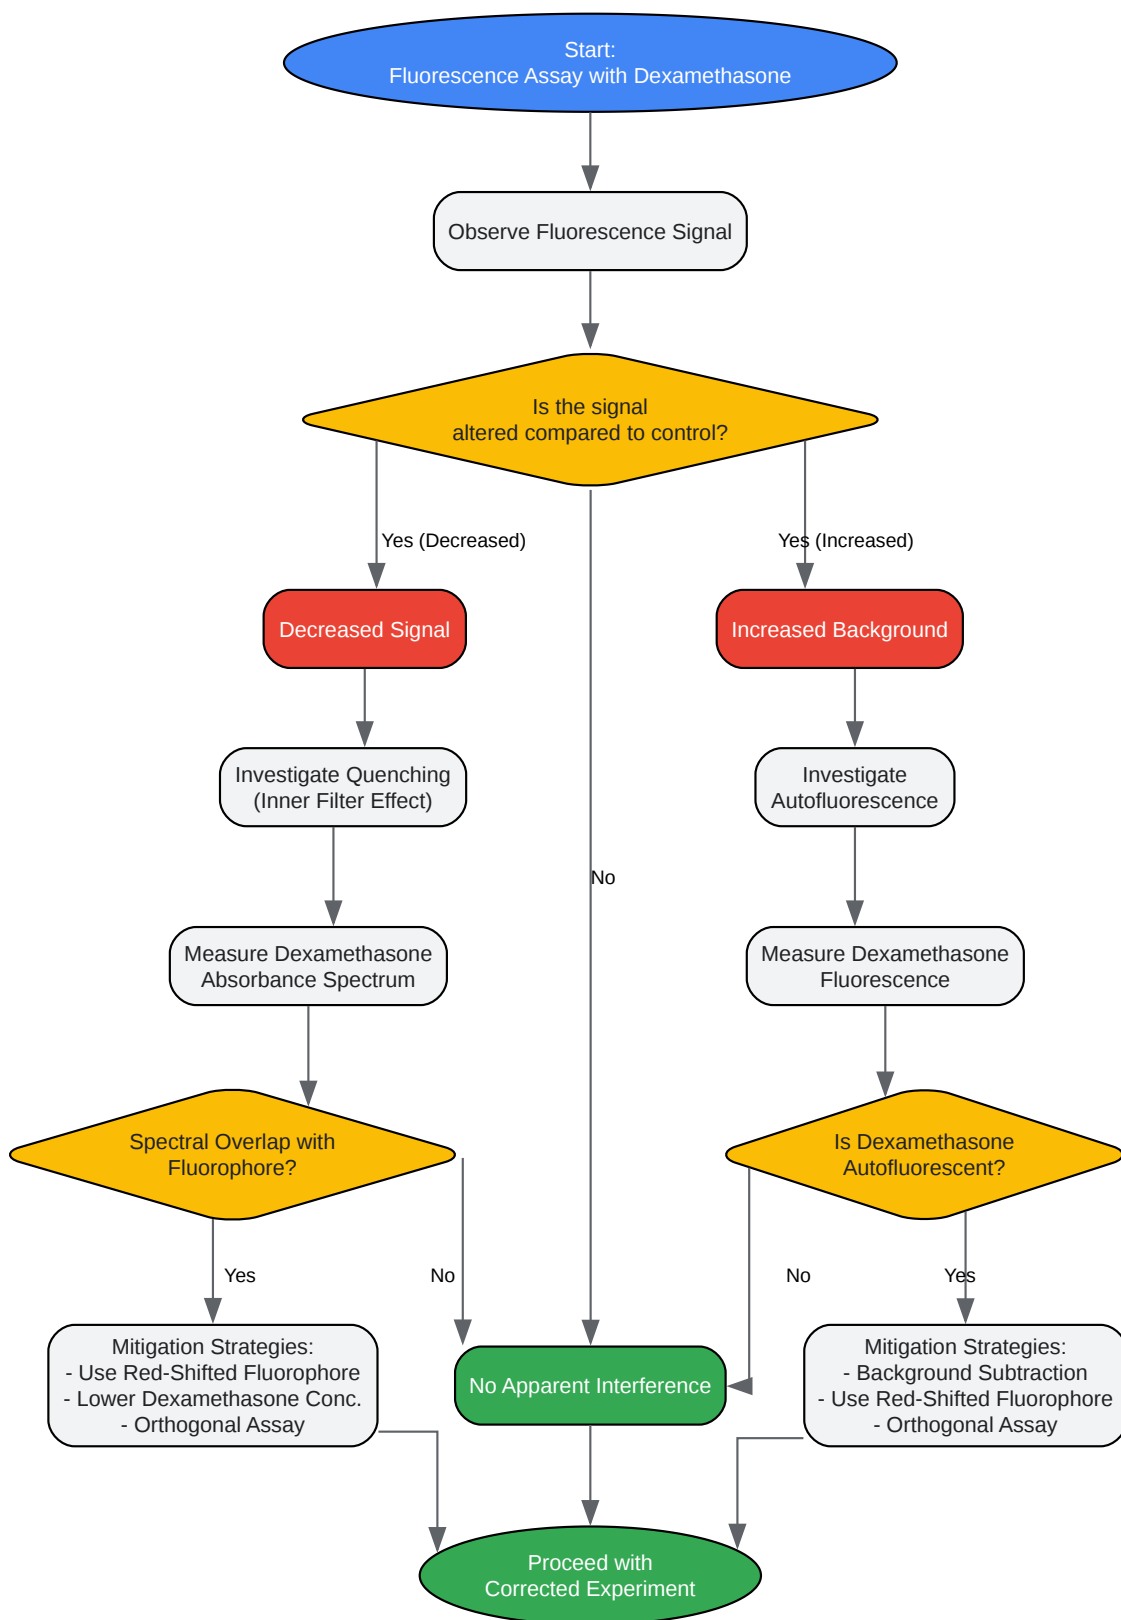 Start:
Fluorescence Assay with Dexamethasone
Observe Fluorescence Signal
Is the signal
altered compared to control?
Yes (Decreased)
Yes (Increased)
Decreased Signal
Increased Background
Investigate Quenching
(Inner Filter Effect)
Investigate
Autofluorescence
No
Measure Dexamethasone
Absorbance Spectrum
Measure Dexamethasone
Fluorescence
Spectral Overlap with
Fluorophore?
Is Dexamethasone
Autofluorescent?
Yes
No
No
Yes
Mitigation Strategies:
- Use Red-Shifted Fluorophore
- Lower Dexamethasone Conc.
- Orthogonal Assay
No Apparent Interference
Mitigation Strategies:
- Background Subtraction
- Use Red-Shifted Fluorophore
- Orthogonal Assay
Proceed with
Corrected Experiment